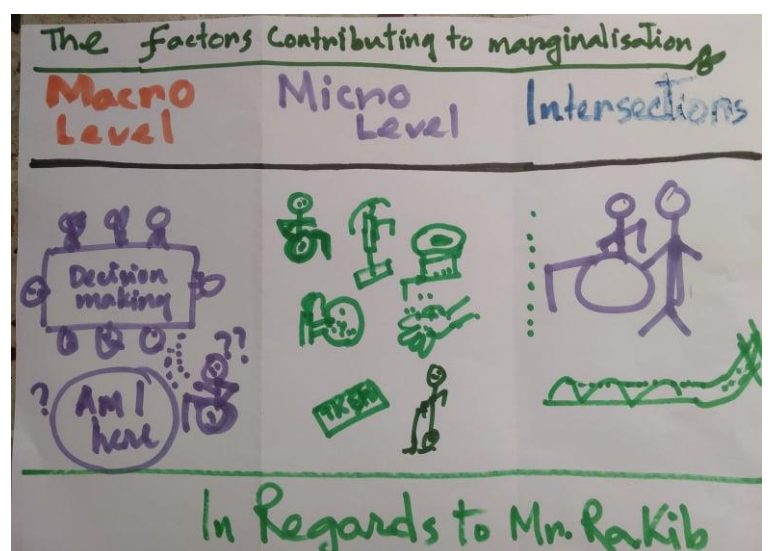 The factors Contributing to marginalisation
Macro Level
Micro Level
Intersections
Decision
making
??
?
Am I
here
In Regards to Mr. Rakib